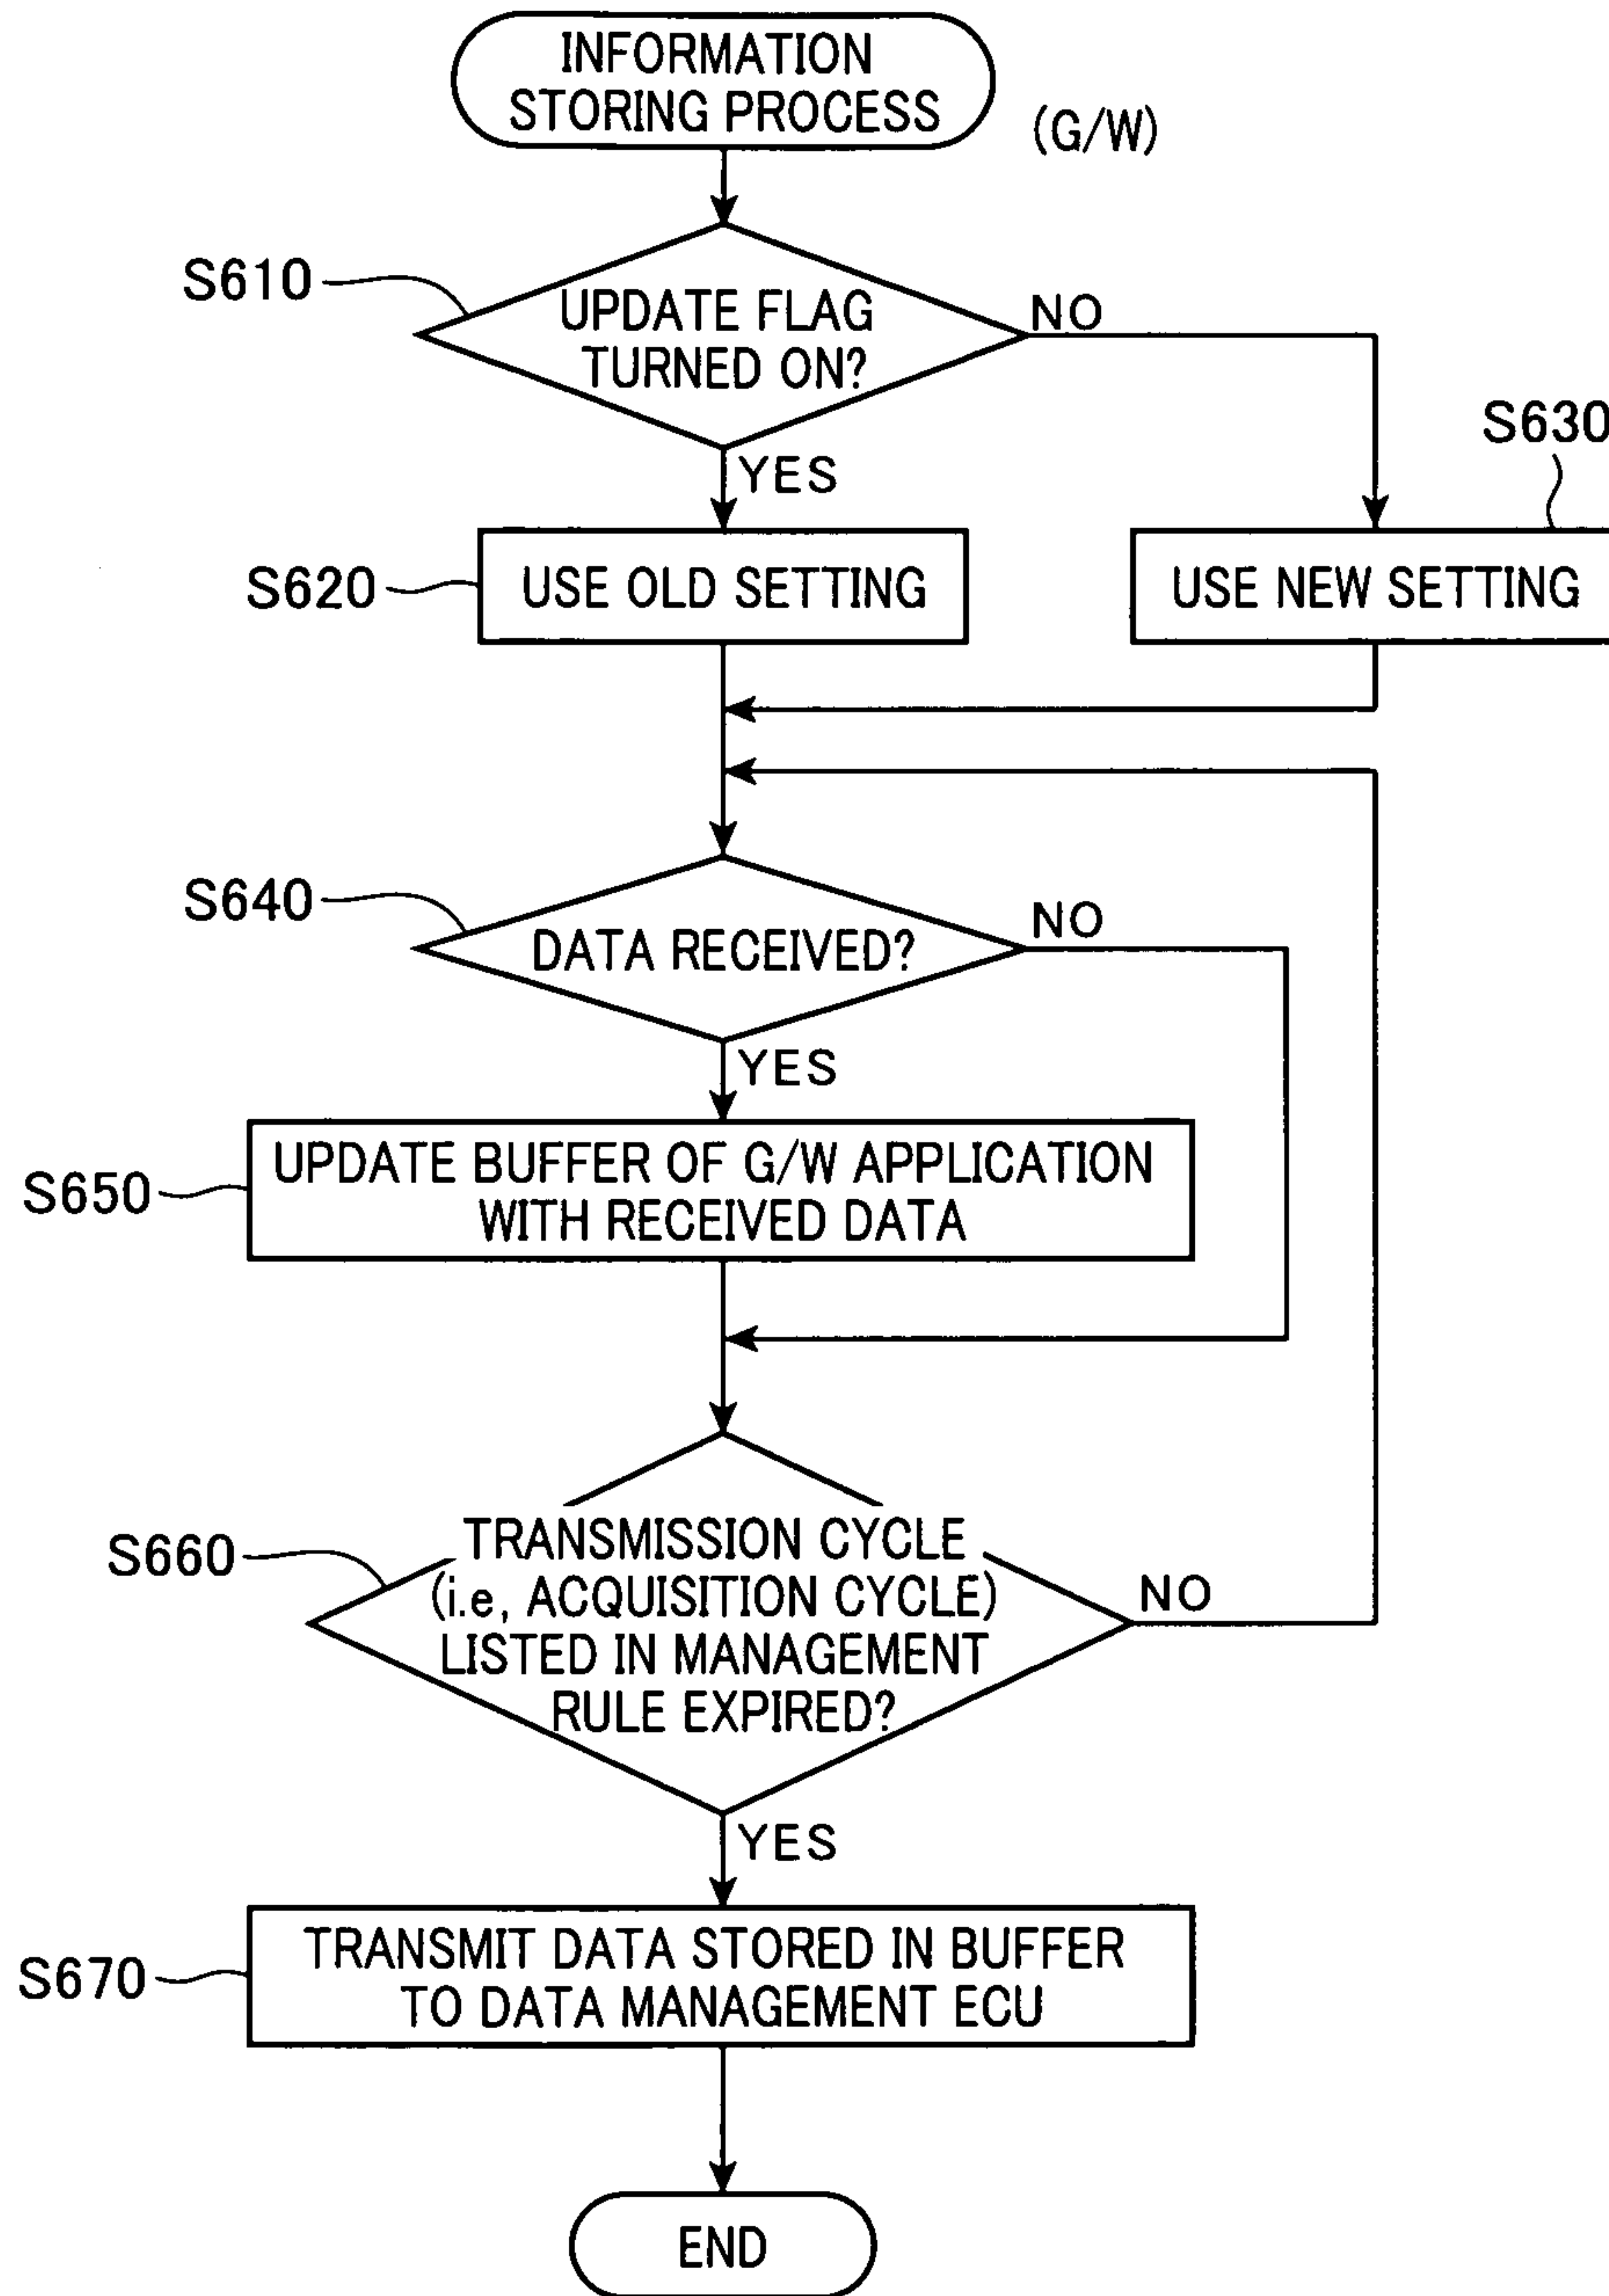 INFORMATION
STORING PROCESS
(G/W)
S610
UPDATE FLAG
TURNED ON?
NO
YES
S630
S620
USE OLD SETTING
USE NEW SETTING
S640
DATA RECEIVED?
NO
YES
S650
UPDATE BUFFER OF G/W APPLICATION
WITH RECEIVED DATA
S660
TRANSMISSION CYCLE
(i.e, ACQUISITION CYCLE)
LISTED IN MANAGEMENT
RULE EXPIRED?
NO
YES
S670
TRANSMIT DATA STORED IN BUFFER
TO DATA MANAGEMENT ECU
END